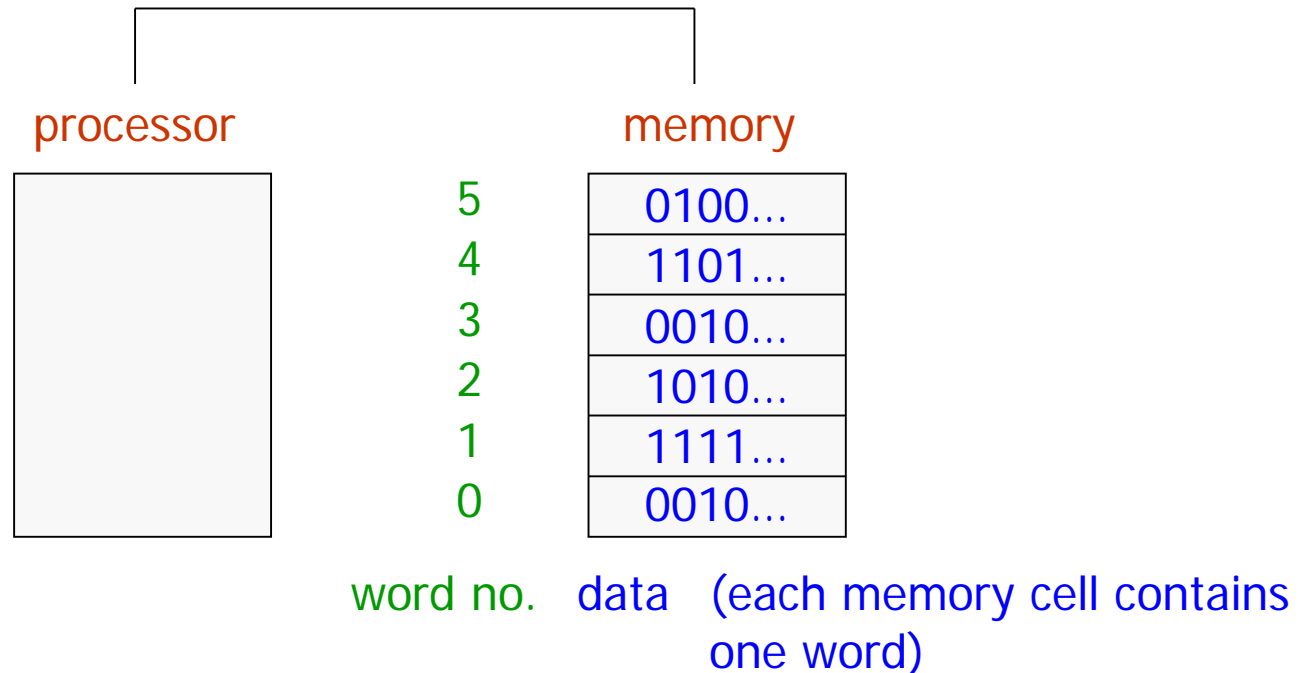 processor memory
5 0100...
4 1101...
3 0010...
2 1010...
1 1111...
0 0010...
word no. data (each memory cell contains
one word)